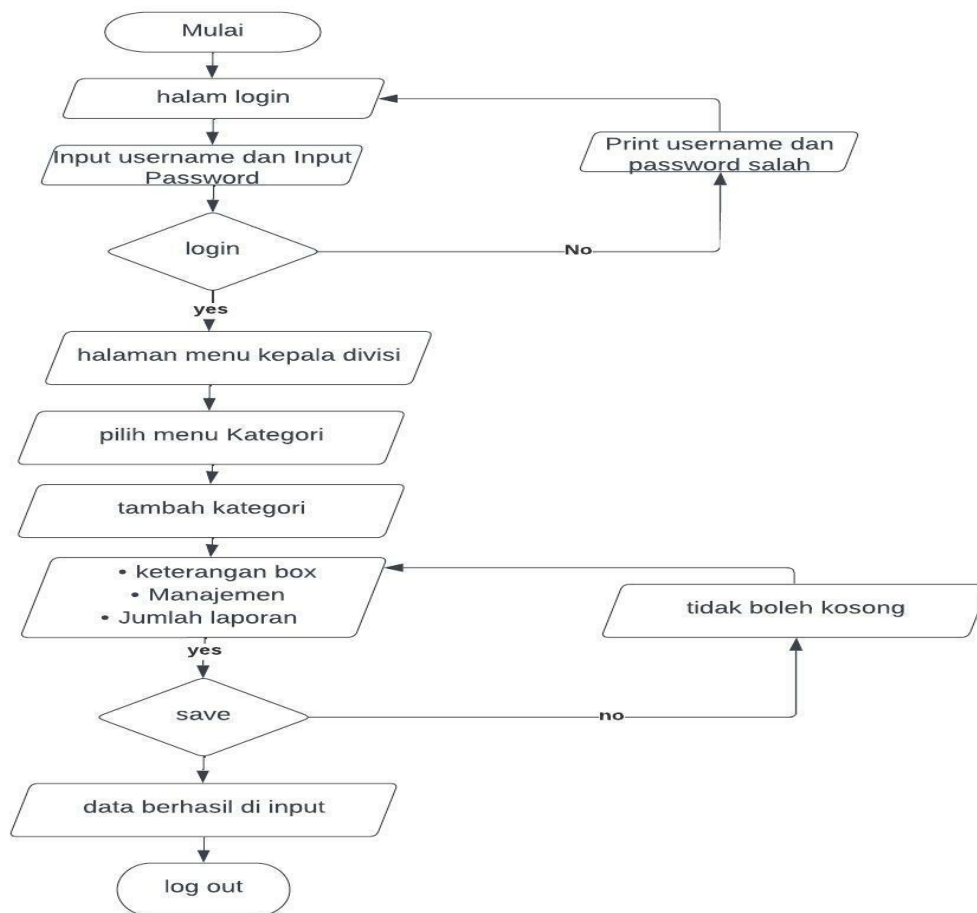 Mulai
halam login
Input username dan Input
Password
Print username dan
password salah
login
No
yes
halaman menu kepala divisi
pilih menu Kategori
tambah kategori
• keterangan box
• Manajemen
• Jumlah laporan
tidak boleh kosong
yes
save
no
data berhasil di input
log out